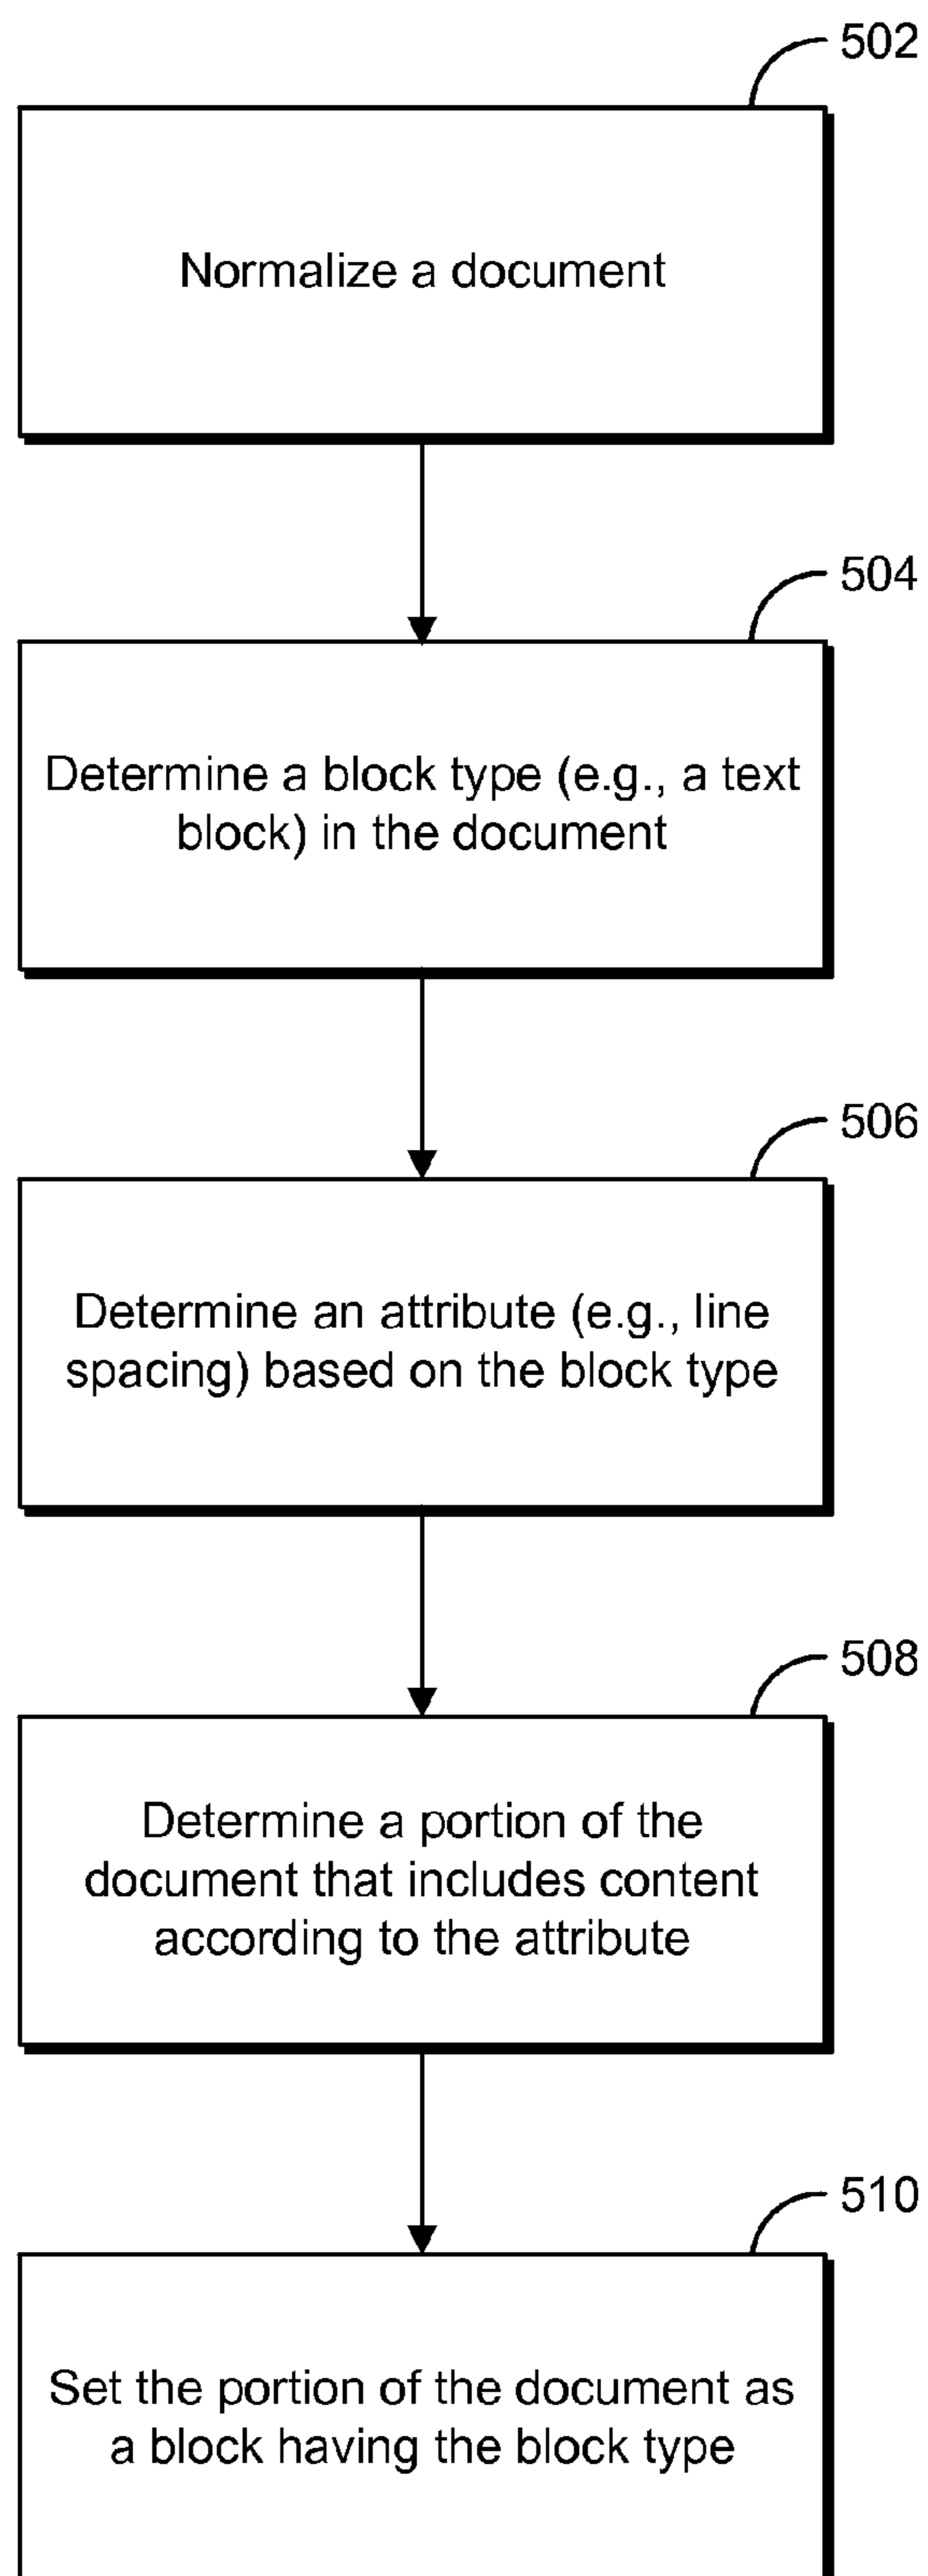 502
Normalize a document
504
Determine a block type (e.g., a text
block) in the document
506
Determine an attribute (e.g., line
spacing) based on the block type
508
Determine a portion of the
document that includes content
according to the attribute
510
Set the portion of the document as
a block having the block type